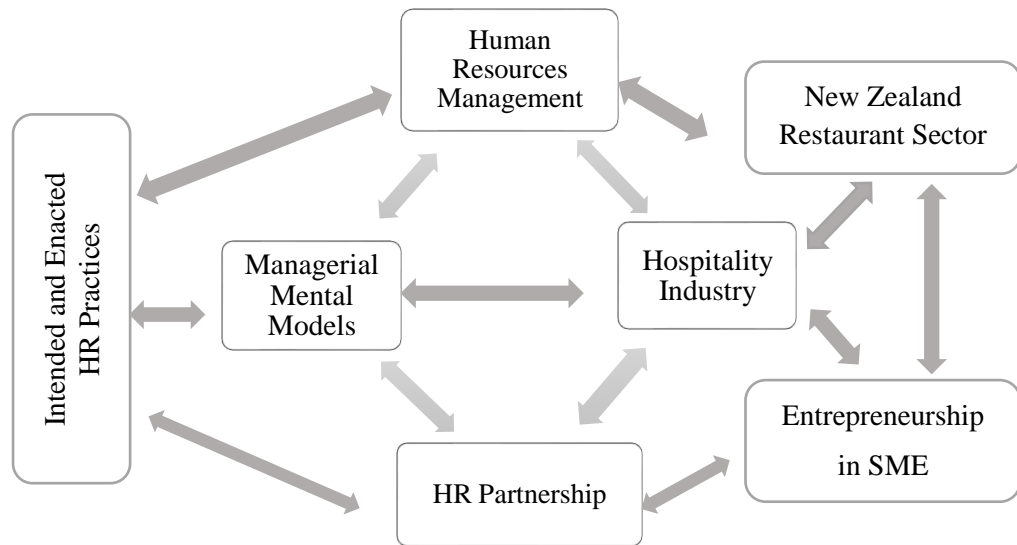 Human
Resources
Management
New Zealand
Restaurant Sector
Intended and Enacted
HR Practices
Managerial
Mental
Models
Hospitality
Industry
HR Partnership
Entrepreneurship
in SME